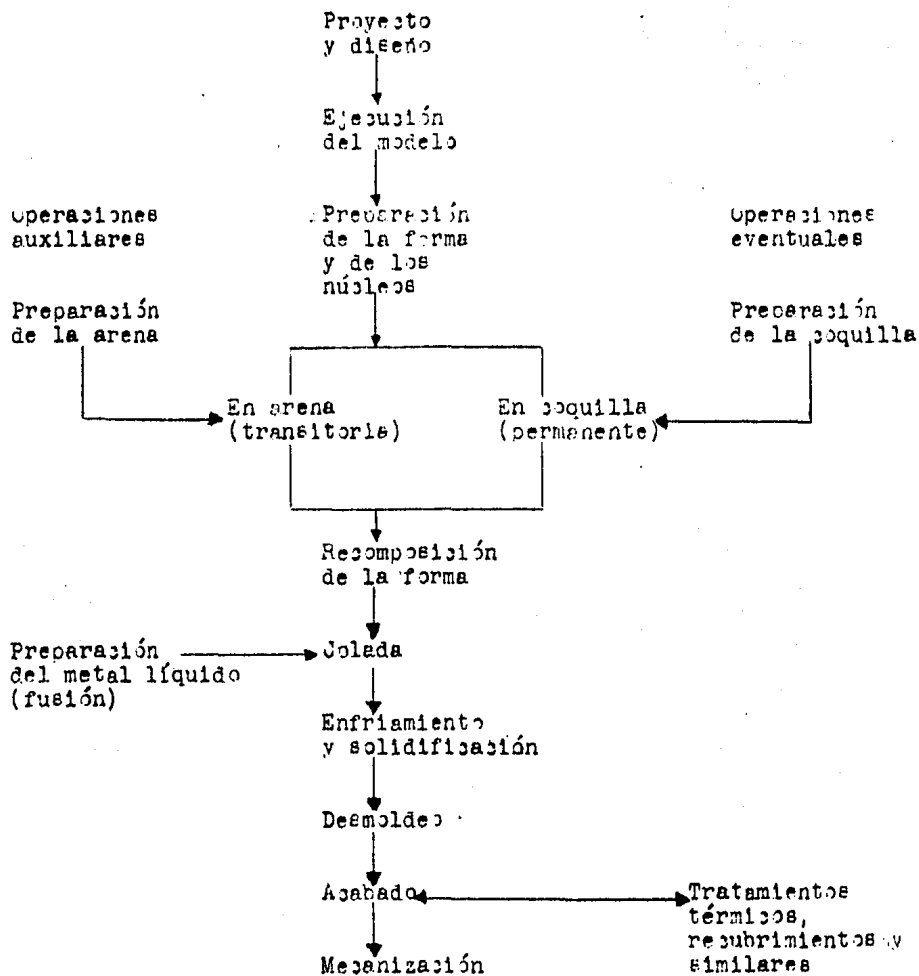 Proyecto
y diseño
Ejecución
del modelo
Operaciones
auxiliares
Preparación
de la forma
y de los
núcleos
Operaciones
eventuales
Preparación
de la arena
Preparación
de la coquilla
En arena
(transitoria)
En coquilla
(permanente)
Recomposición
de la forma
Preparación
del metal líquido
(fusión)
Colada
Enfriamiento
y solidificación
Desmoldeo
Acabado
Tratamientos
térmicos,
recubrimientos y
similares
Mecanización